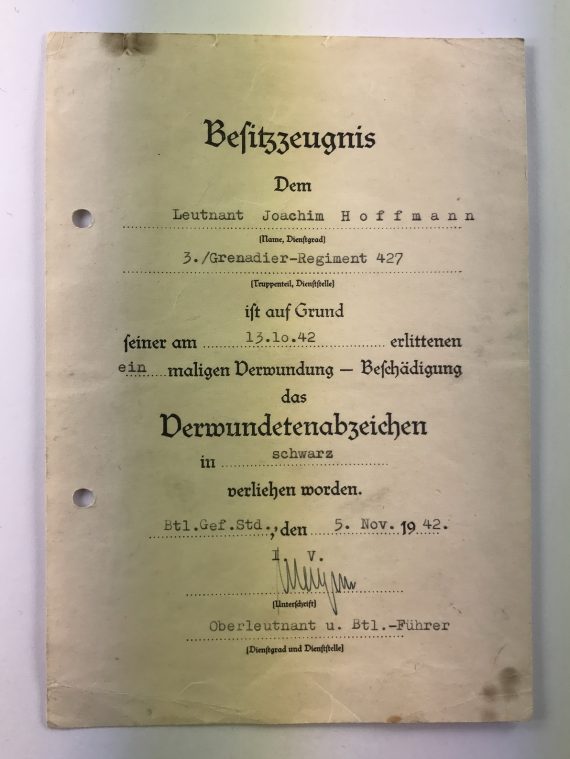 Besitzzeugnis
Dem
Leutnant Joachim Hoffmann
(Name, Dienstgrad)
3./Grenadier-Regiment 427
(Truppenteil, Dienststelle)
ist auf Grund
seiner am 13.10.42 erlittenen
ein maligen Verwundung – Beschädigung
das
Verwundetenabzeichen
in schwarz
verliehen worden.
Btl.Gef.Std., den 5. Nov. 1942.
I. V.
(Unterschrift)
Oberleutnant u. Btl.-Führer
(Dienstgrad und Dienststelle)